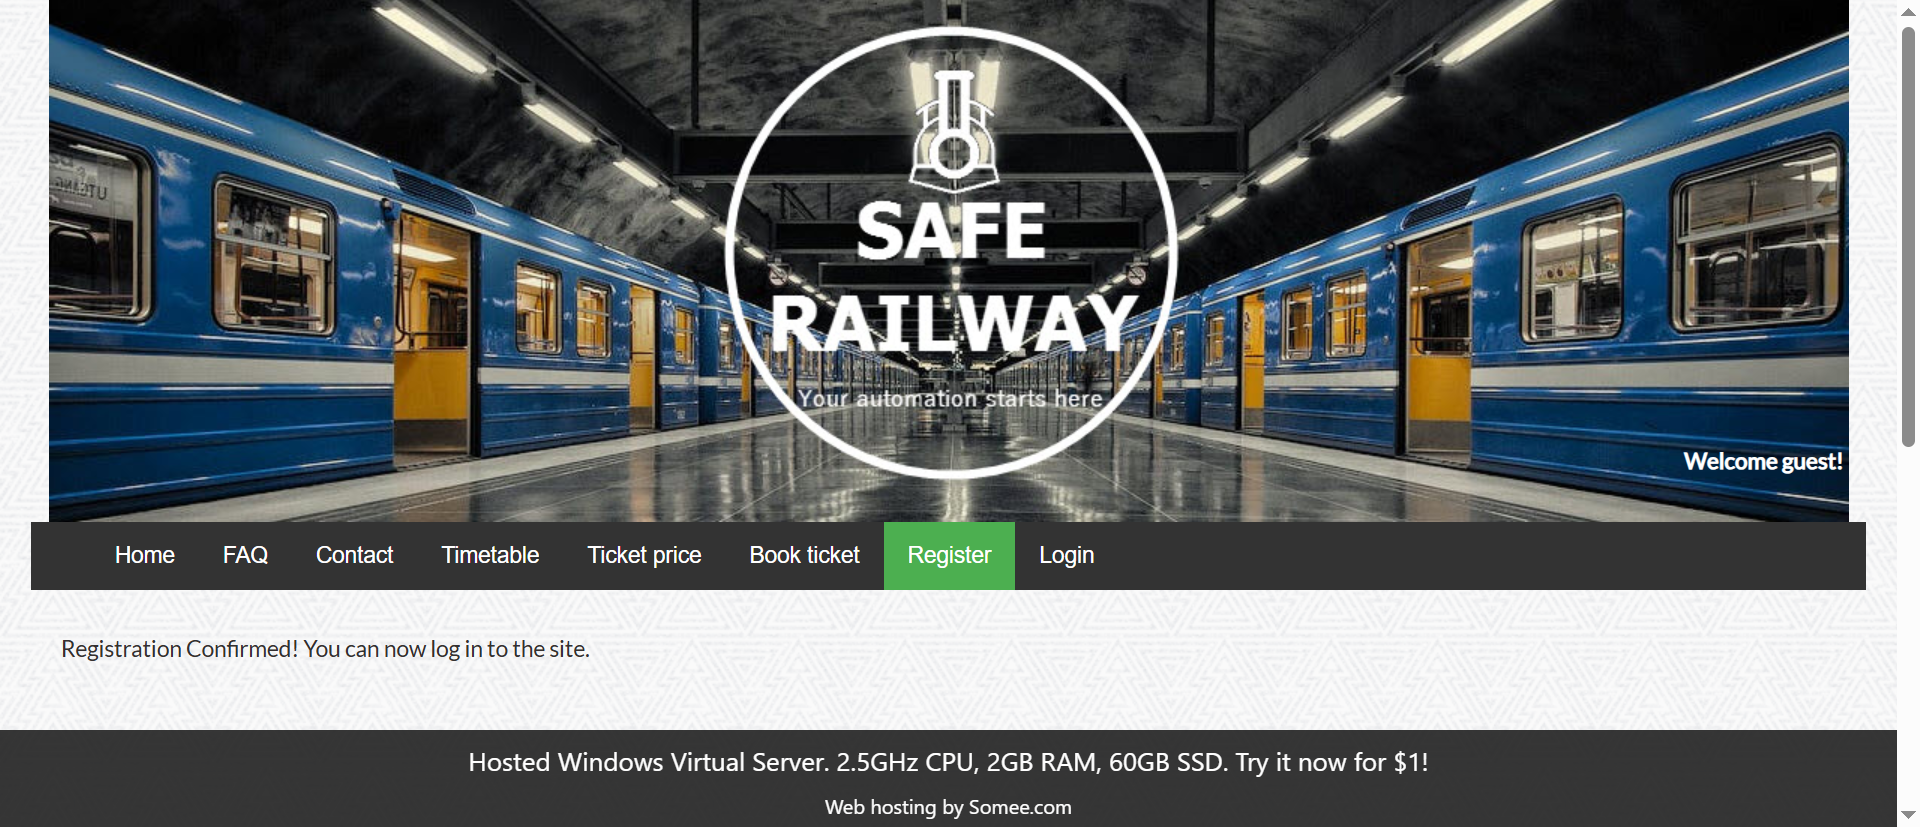 SAFE
RAILWAY
Your automation starts here
Welcome guest!
Home FAQ Contact Timetable Ticket price Book ticket Register Login
Registration Confirmed! You can now log in to the site.
Hosted Windows Virtual Server. 2.5GHz CPU, 2GB RAM, 60GB SSD. Try it now for $1!
Web hosting by Somee.com